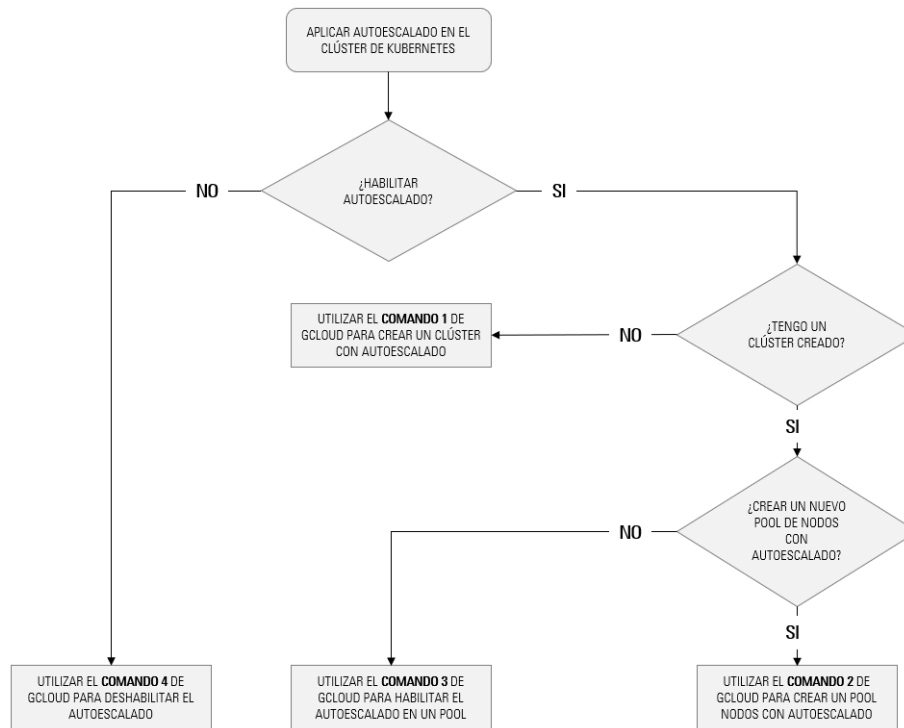 APLICAR AUTOESCALADO EN EL
CLÚSTER DE KUBERNETES
¿HABILITAR
AUTOESCALADO?
NO
SI
¿TENGO UN
CLÚSTER CREADO?
NO
UTILIZAR EL COMANDO 1 DE
GCLOUD PARA CREAR UN CLÚSTER
CON AUTOESCALADO
SI
¿CREAR UN NUEVO
POOL DE NODOS
CON
AUTOESCALADO?
NO
SI
UTILIZAR EL COMANDO 4 DE
GCLOUD PARA DESHABILITAR EL
AUTOESCALADO
UTILIZAR EL COMANDO 3 DE
GCLOUD PARA HABILITAR EL
AUTOESCALADO EN UN POOL
UTILIZAR EL COMANDO 2 DE
GCLOUD PARA CREAR UN POOL
NODOS CON AUTOESCALADO